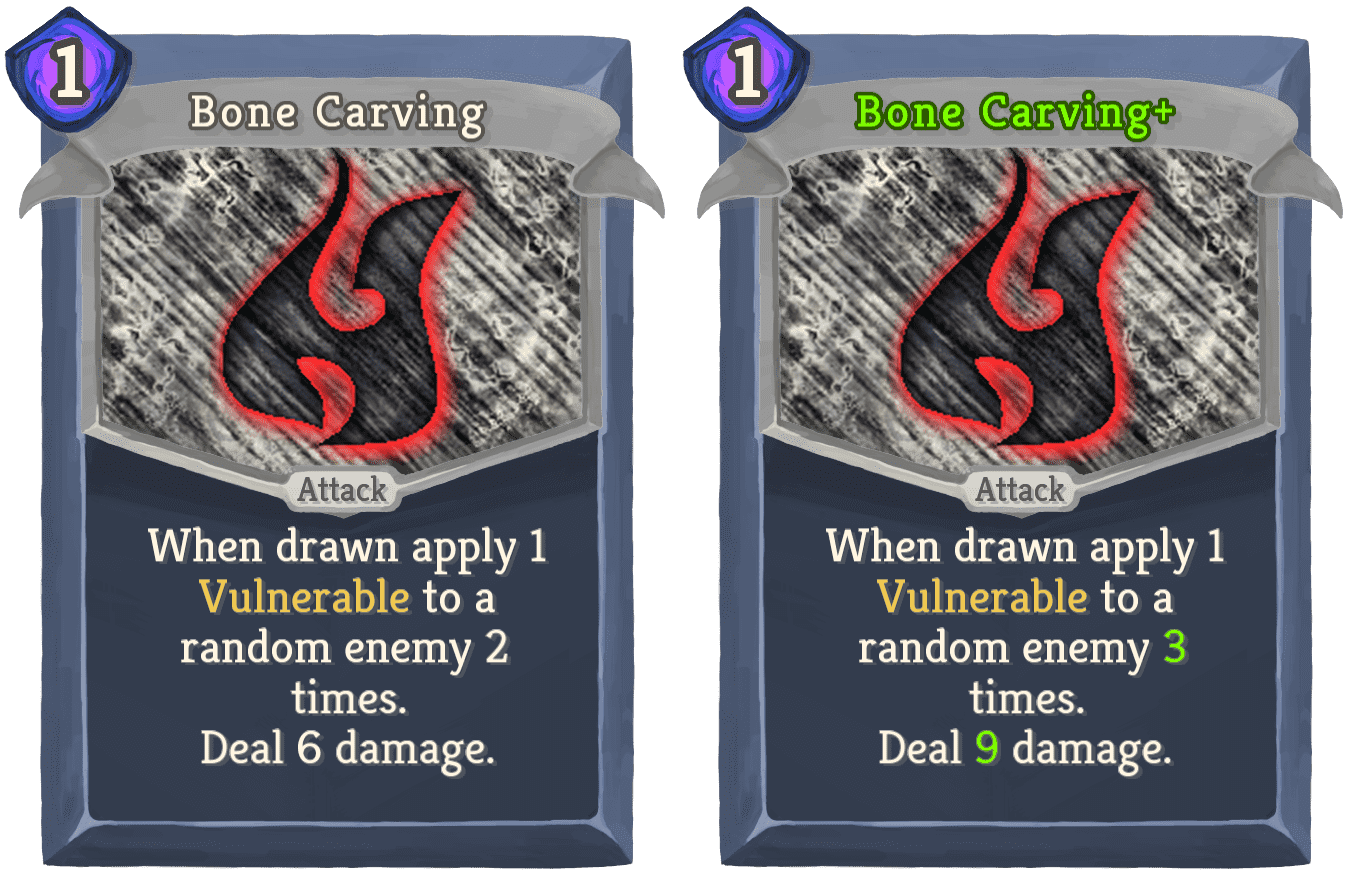 1
Bone Carving
Attack
When drawn apply 1
Vulnerable to a
random enemy 2
times.
Deal 6 damage.
1
Bone Carving+
Attack
When drawn apply 1
Vulnerable to a
random enemy 3
times.
Deal 9 damage.